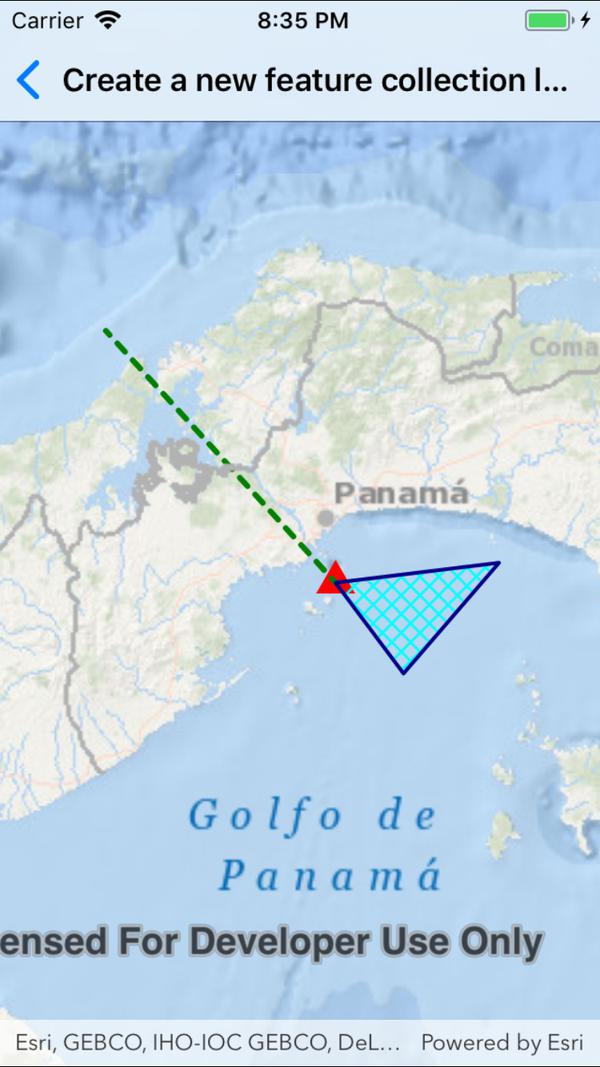 Carrier 8:35 PM
Create a new feature collection l...
Coma
Panamá
Golfo de
Panamá
ensed For Developer Use Only
Esri, GEBCO, IHO-IOC GEBCO, DeL... Powered by Esri